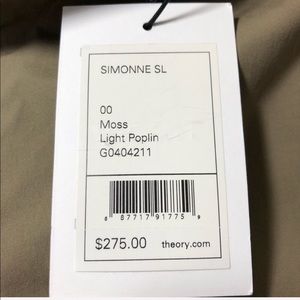 SIMONNE SL
00
Moss
Light Poplin
G0404211
8 87717 91775 9
$275.00 theory.com